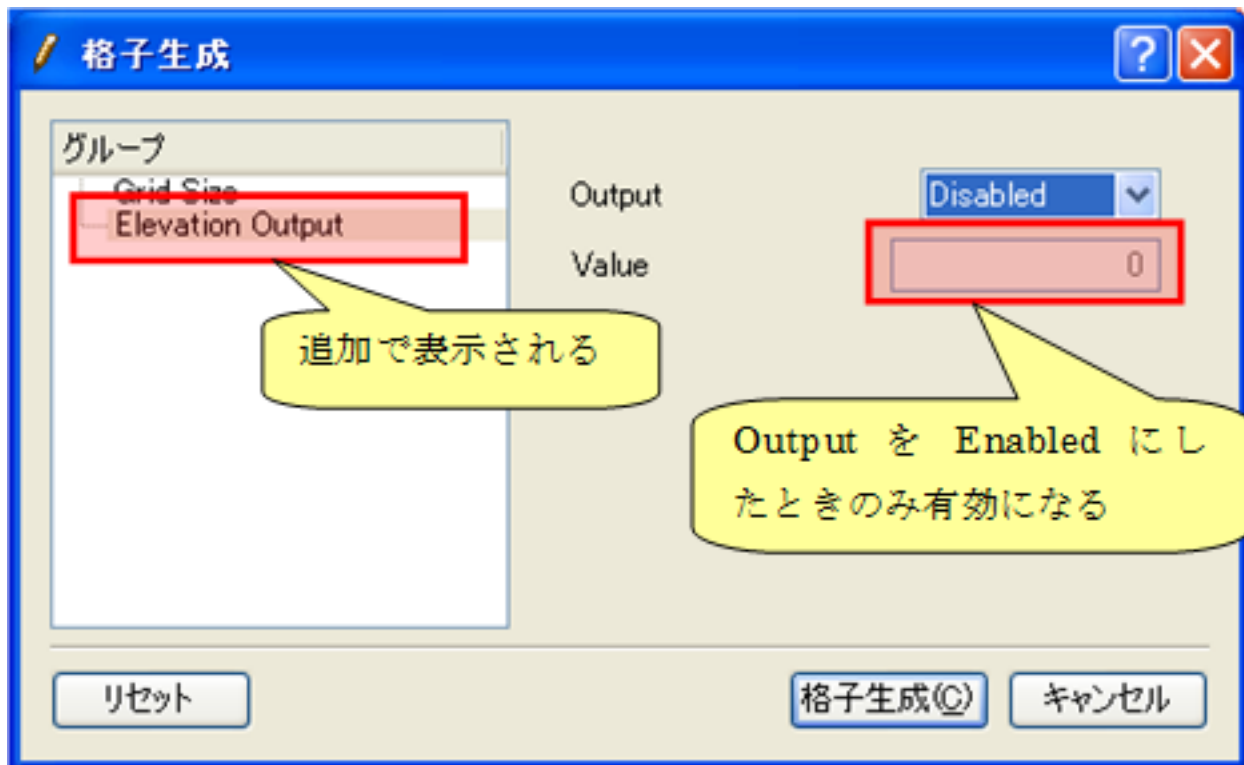 格子生成
グループ
Grid Size
Elevation Output
Output
Disabled
Value
0
追加で表示される
Output を Enabled にし
たときのみ有効になる
リセット
格子生成(C)
キャンセル